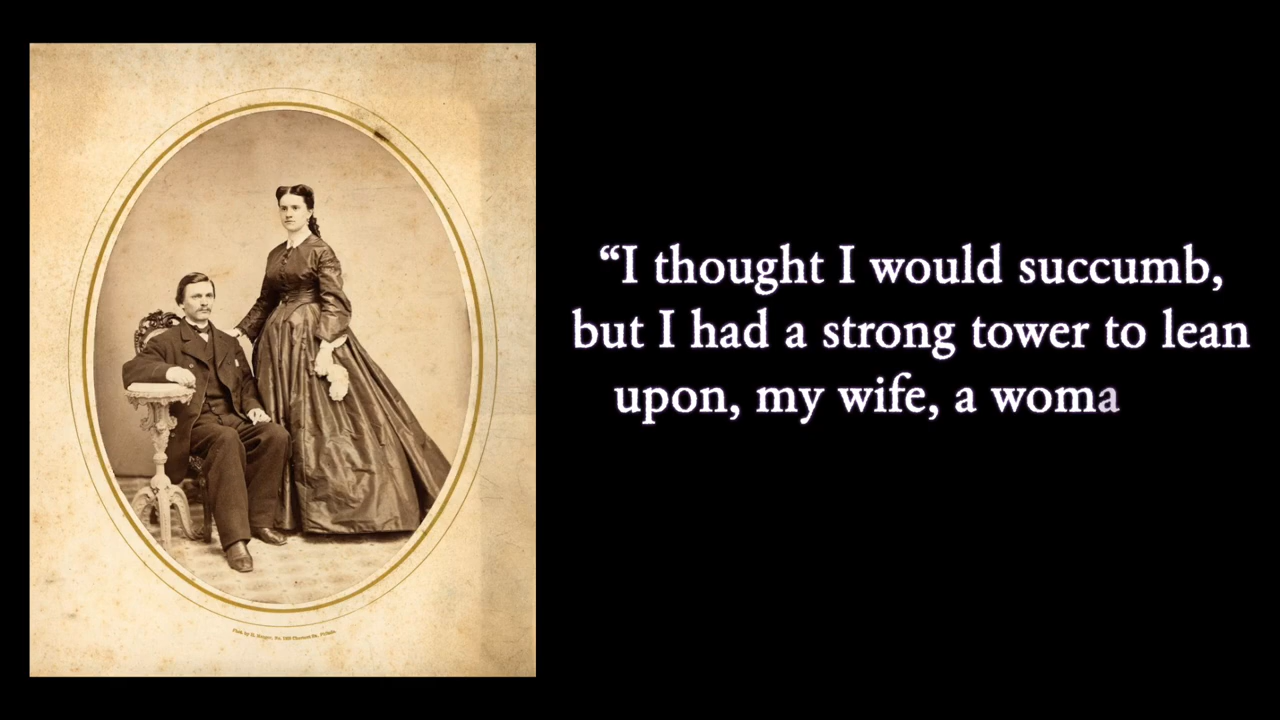 “I thought I would succumb,
but I had a strong tower to lean
upon, my wife, a woma